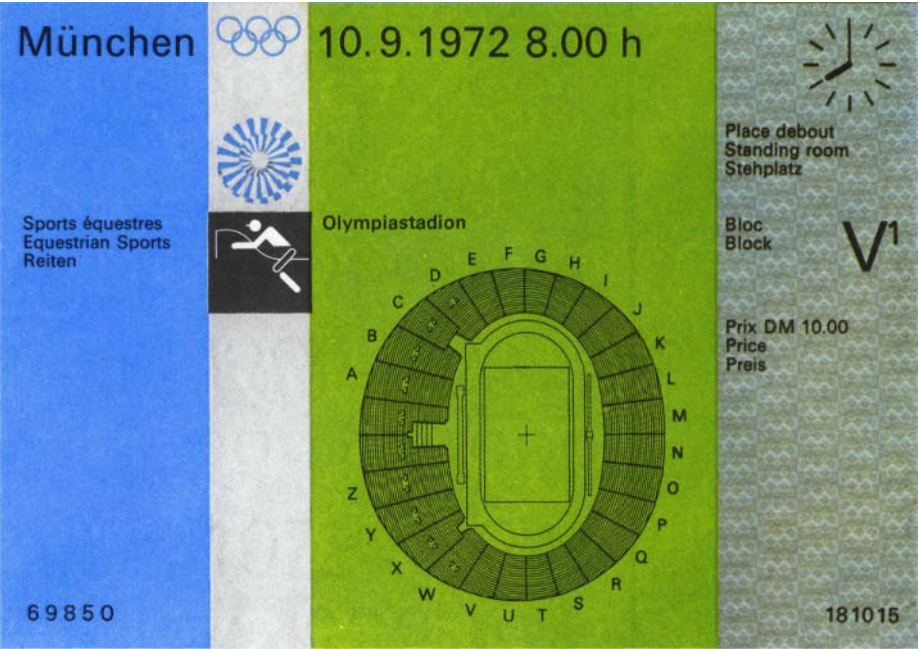 München
10.9.1972 8.00 h
Place debout
Standing room
Stehplatz
Sports équestres
Equestrian Sports
Reiten
Olympiastadion
Bloc
Block
V¹
Prix DM 10.00
Price
Preis
A
B
C
D
E
F
G
H
I
J
K
L
M
N
O
P
Q
R
S
T
U
V
W
X
Y
Z
69850
181015